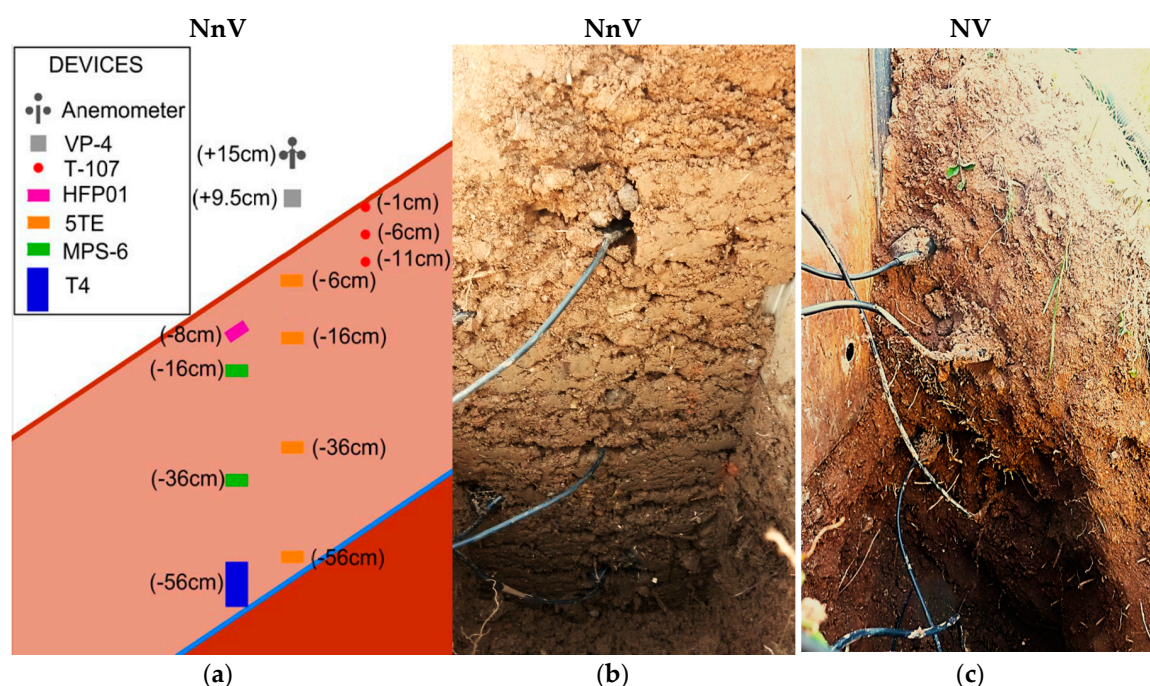 NnV
NnV
NV
DEVICES
Anemometer
VP-4
T-107
HFP01
5TE
MPS-6
T4
(+15cm)
(+9.5cm)
(-1cm)
(-6cm)
(-11cm)
(-6cm)
(-8cm)
(-16cm)
(-16cm)
(-36cm)
(-36cm)
(-56cm)
(-56cm)
(a)
(b)
(c)